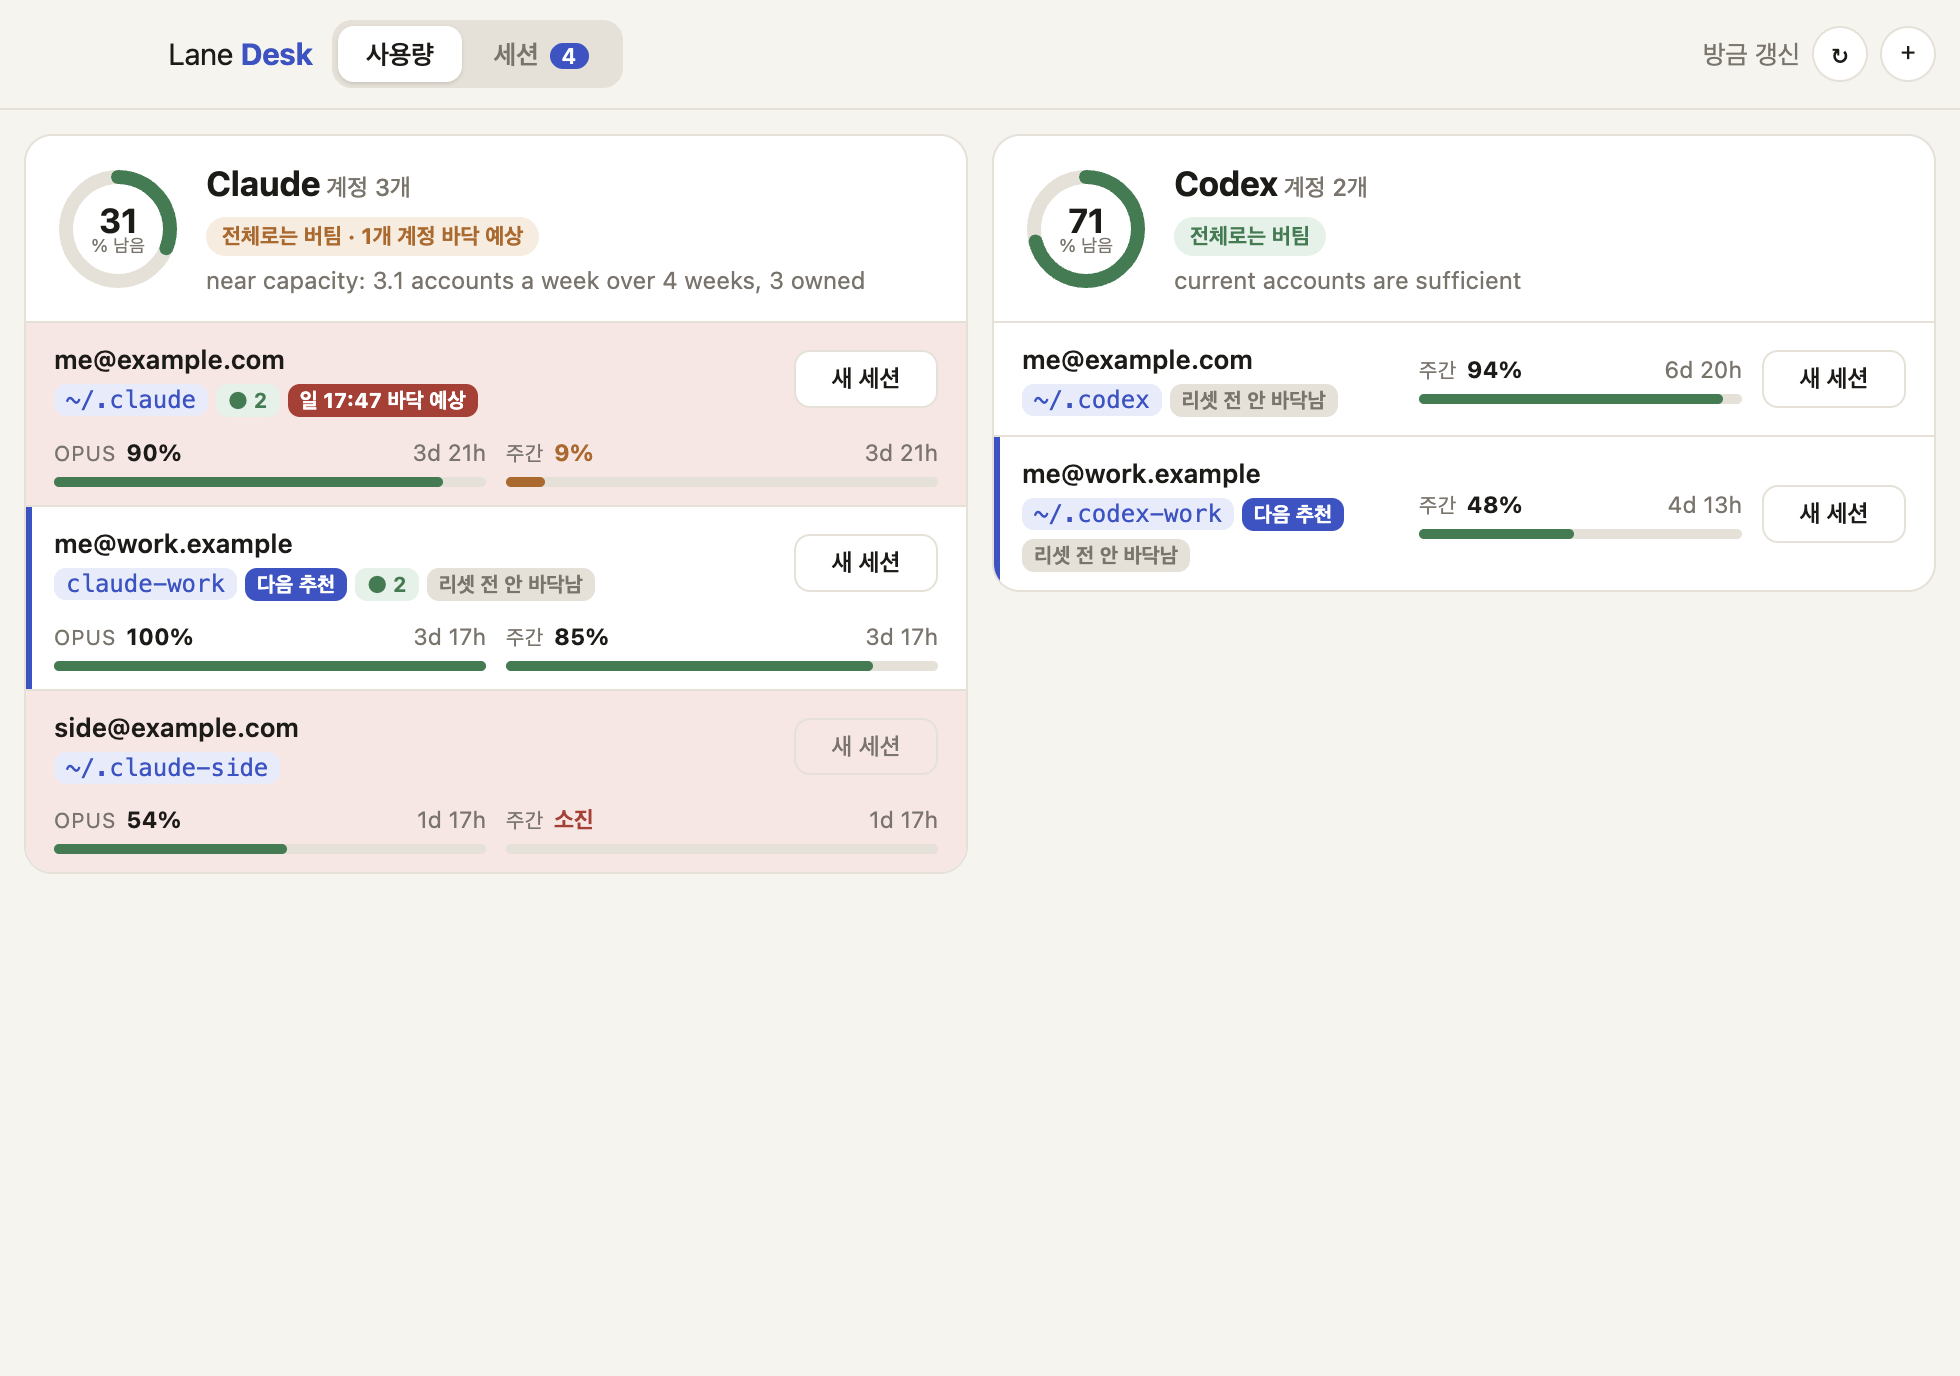 Lane Desk 사용량 세션 4 방금 갱신 ↻ +
31
% 남음
Claude 계정 3개
전체로는 버팀 · 1개 계정 바닥 예상
near capacity: 3.1 accounts a week over 4 weeks, 3 owned
me@example.com
~/.claude ● 2 일 17:47 바닥 예상
새 세션
OPUS 90% 3d 21h 주간 9% 3d 21h
me@work.example
claude-work 다음 추천 ● 2 리셋 전 안 바닥남
새 세션
OPUS 100% 3d 17h 주간 85% 3d 17h
side@example.com
~/.claude-side
새 세션
OPUS 54% 1d 17h 주간 소진 1d 17h
71
% 남음
Codex 계정 2개
전체로는 버팀
current accounts are sufficient
me@example.com
~/.codex 리셋 전 안 바닥남
주간 94% 6d 20h
새 세션
me@work.example
~/.codex-work 다음 추천
리셋 전 안 바닥남
주간 48% 4d 13h
새 세션